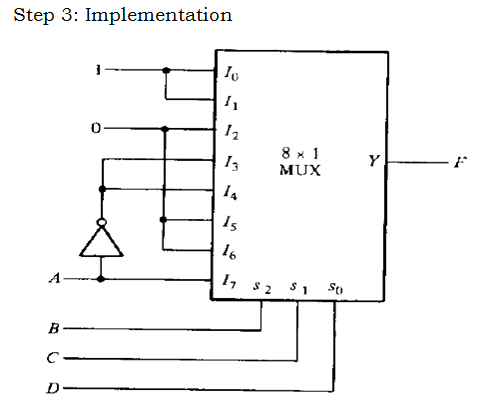 Step 3: Implementation
1
I0
I1
0
I2
I3
8 × 1
MUX
Y
F
I4
I5
I6
A
I7
s2
s1
s0
B
C
D